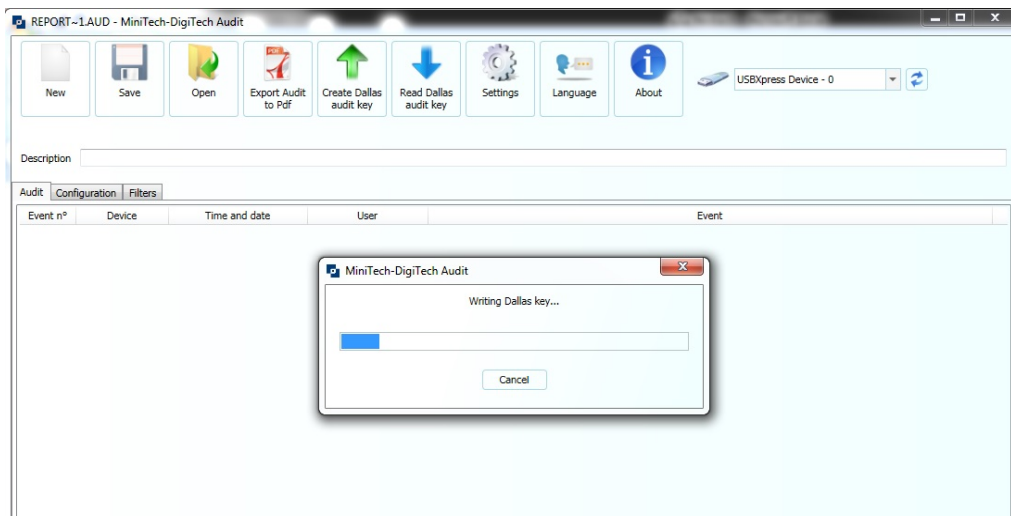 REPORT~1.AUD - MiniTech-DigiTech Audit
New
Save
Open
Export Audit
to Pdf
Create Dallas
audit key
Read Dallas
audit key
Settings
Language
About
USBXpress Device - 0
Description
Audit Configuration Filters
Event nº Device Time and date User Event
MiniTech-DigiTech Audit
Writing Dallas key...
Cancel